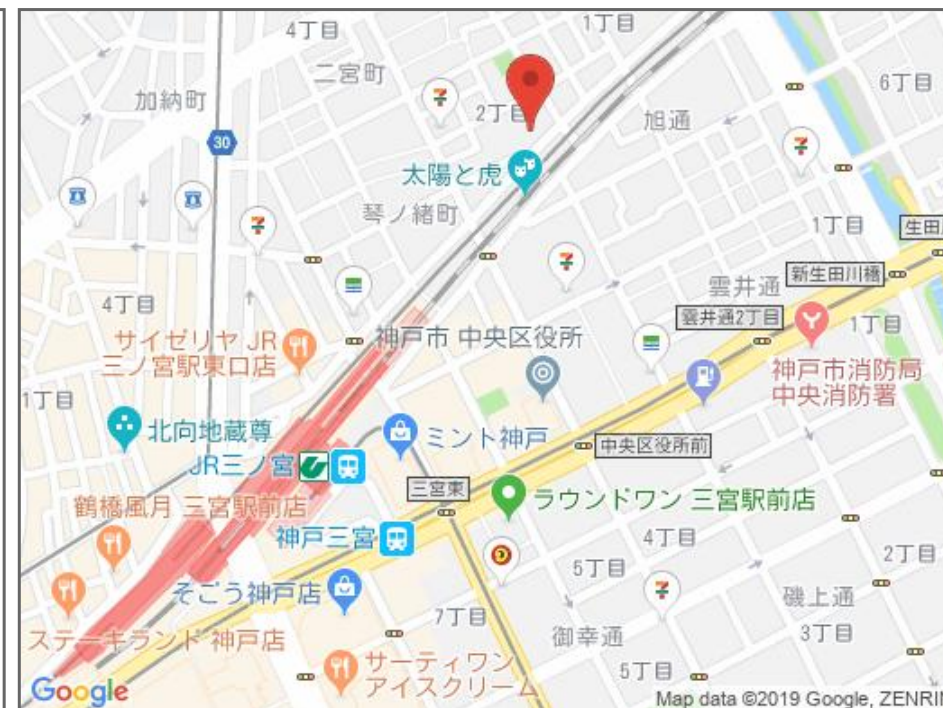 4丁目
1丁目
二宮町
6丁目
加納町
2丁目
旭通
30
太陽と虎
琴ノ緒町
1丁目
生田
雲井通
新生田川橋
4丁目
雲井通2丁目
1丁目
サイゼリヤ JR
三ノ宮駅東口店
神戸市 中央区役所
神戸市消防局
中央消防署
1丁目
北向地蔵尊
ミント神戸
中央区役所前
JR三ノ宮
三宮東
鶴橋風月 三宮駅前店
ラウンドワン 三宮駅前店
神戸三宮
4丁目
2丁目
5丁目
そごう神戸店
磯上通
7丁目
3丁目
ステーキランド 神戸店
御幸通
サーティワン
アイスクリーム
5丁目
Google
Map data ©2019 Google, ZENRIN